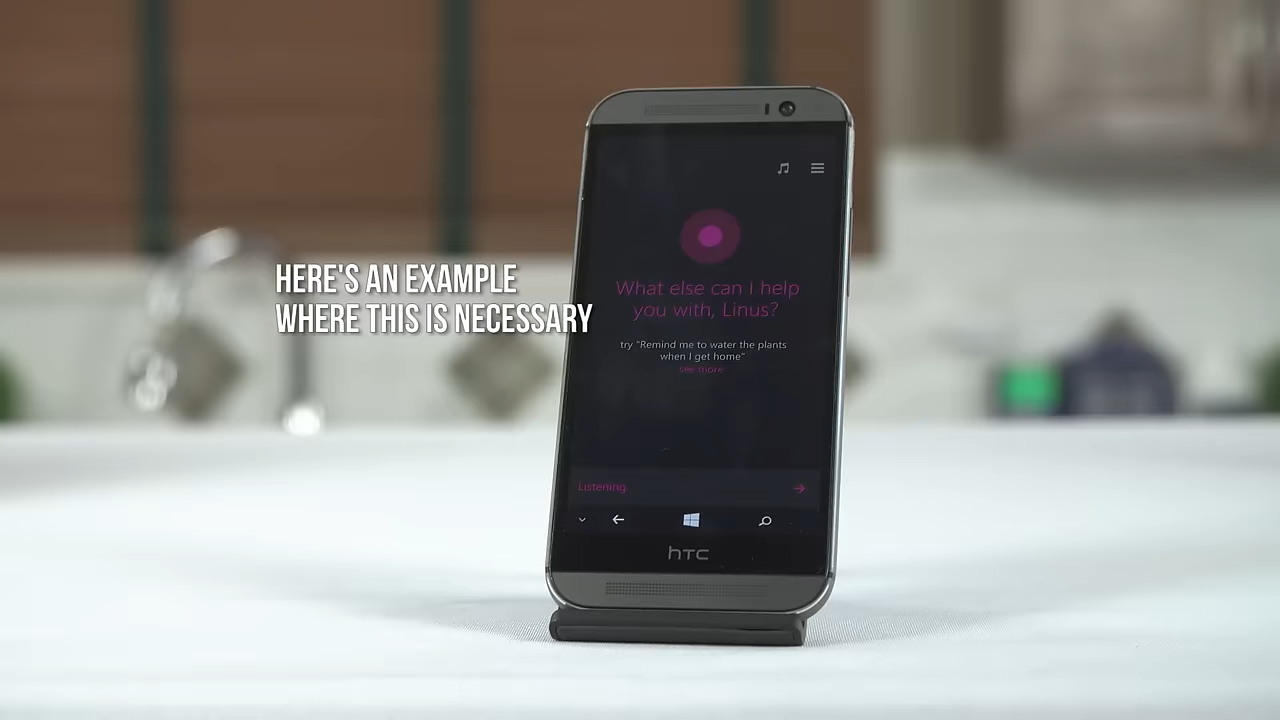 HERE'S AN EXAMPLE
WHERE THIS IS NECESSARY
What else can I help
you with, Linus?
try "Remind me to water the plants
when I get home"
see more
Listening
hTC